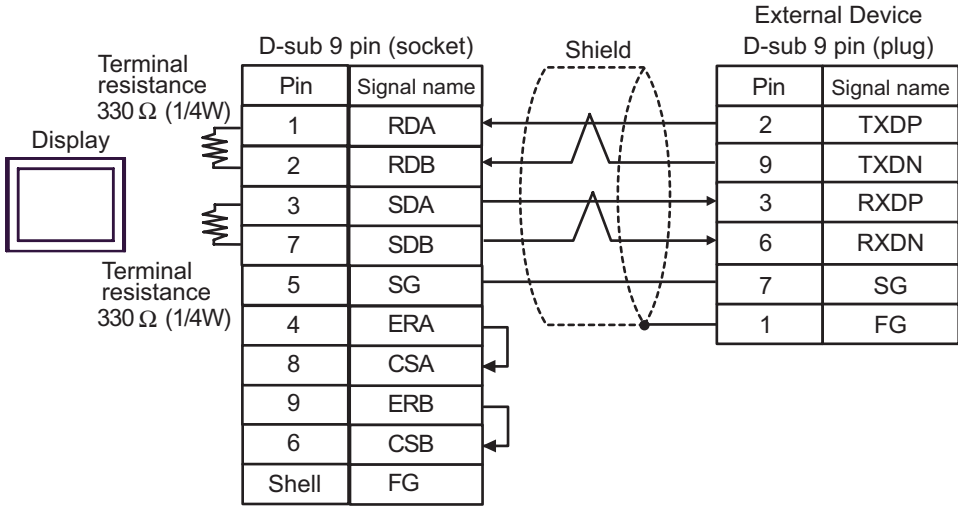 External Device
D-sub 9 pin (socket)
Shield
D-sub 9 pin (plug)
Terminal
resistance
330 Ω (1/4W)
Display
Pin Signal name
1 RDA
2 RDB
3 SDA
7 SDB
5 SG
4 ERA
8 CSA
9 ERB
6 CSB
Shell FG
Terminal
resistance
330 Ω (1/4W)
Pin Signal name
2 TXDP
9 TXDN
3 RXDP
6 RXDN
7 SG
1 FG